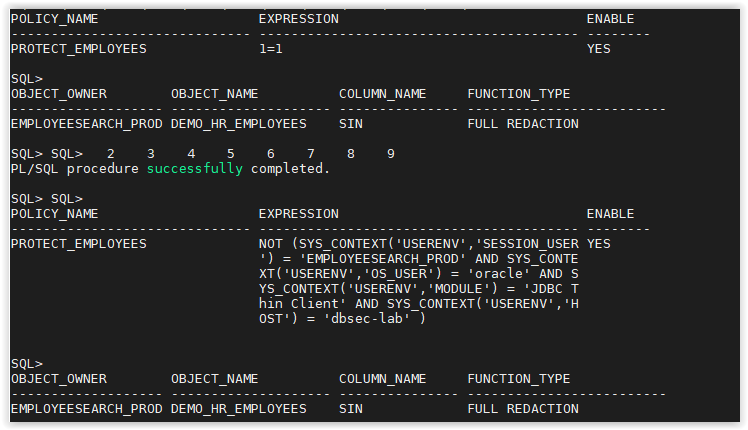 POLICY_NAME                    EXPRESSION                               ENABLE
------------------------------ ---------------------------------------- --------
PROTECT_EMPLOYEES              1=1                                      YES
SQL>
OBJECT_OWNER        OBJECT_NAME          COLUMN_NAME     FUNCTION_TYPE
------------------- -------------------- --------------- -------------------------
EMPLOYEESEARCH_PROD DEMO_HR_EMPLOYEES    SIN             FULL REDACTION
SQL> SQL>   2    3    4    5    6    7    8    9
PL/SQL procedure successfully completed.
SQL> SQL>
POLICY_NAME                    EXPRESSION                               ENABLE
------------------------------ ---------------------------------------- --------
PROTECT_EMPLOYEES              NOT (SYS_CONTEXT('USERENV','SESSION_USER YES
                               ') = 'EMPLOYEESEARCH_PROD' AND SYS_CONTE
                               XT('USERENV','OS_USER') = 'oracle' AND S
                               YS_CONTEXT('USERENV','MODULE') = 'JDBC T
                               hin Client' AND SYS_CONTEXT('USERENV','H
                               OST') = 'dbsec-lab' )
SQL>
OBJECT_OWNER        OBJECT_NAME          COLUMN_NAME     FUNCTION_TYPE
------------------- -------------------- --------------- -------------------------
EMPLOYEESEARCH_PROD DEMO_HR_EMPLOYEES    SIN             FULL REDACTION